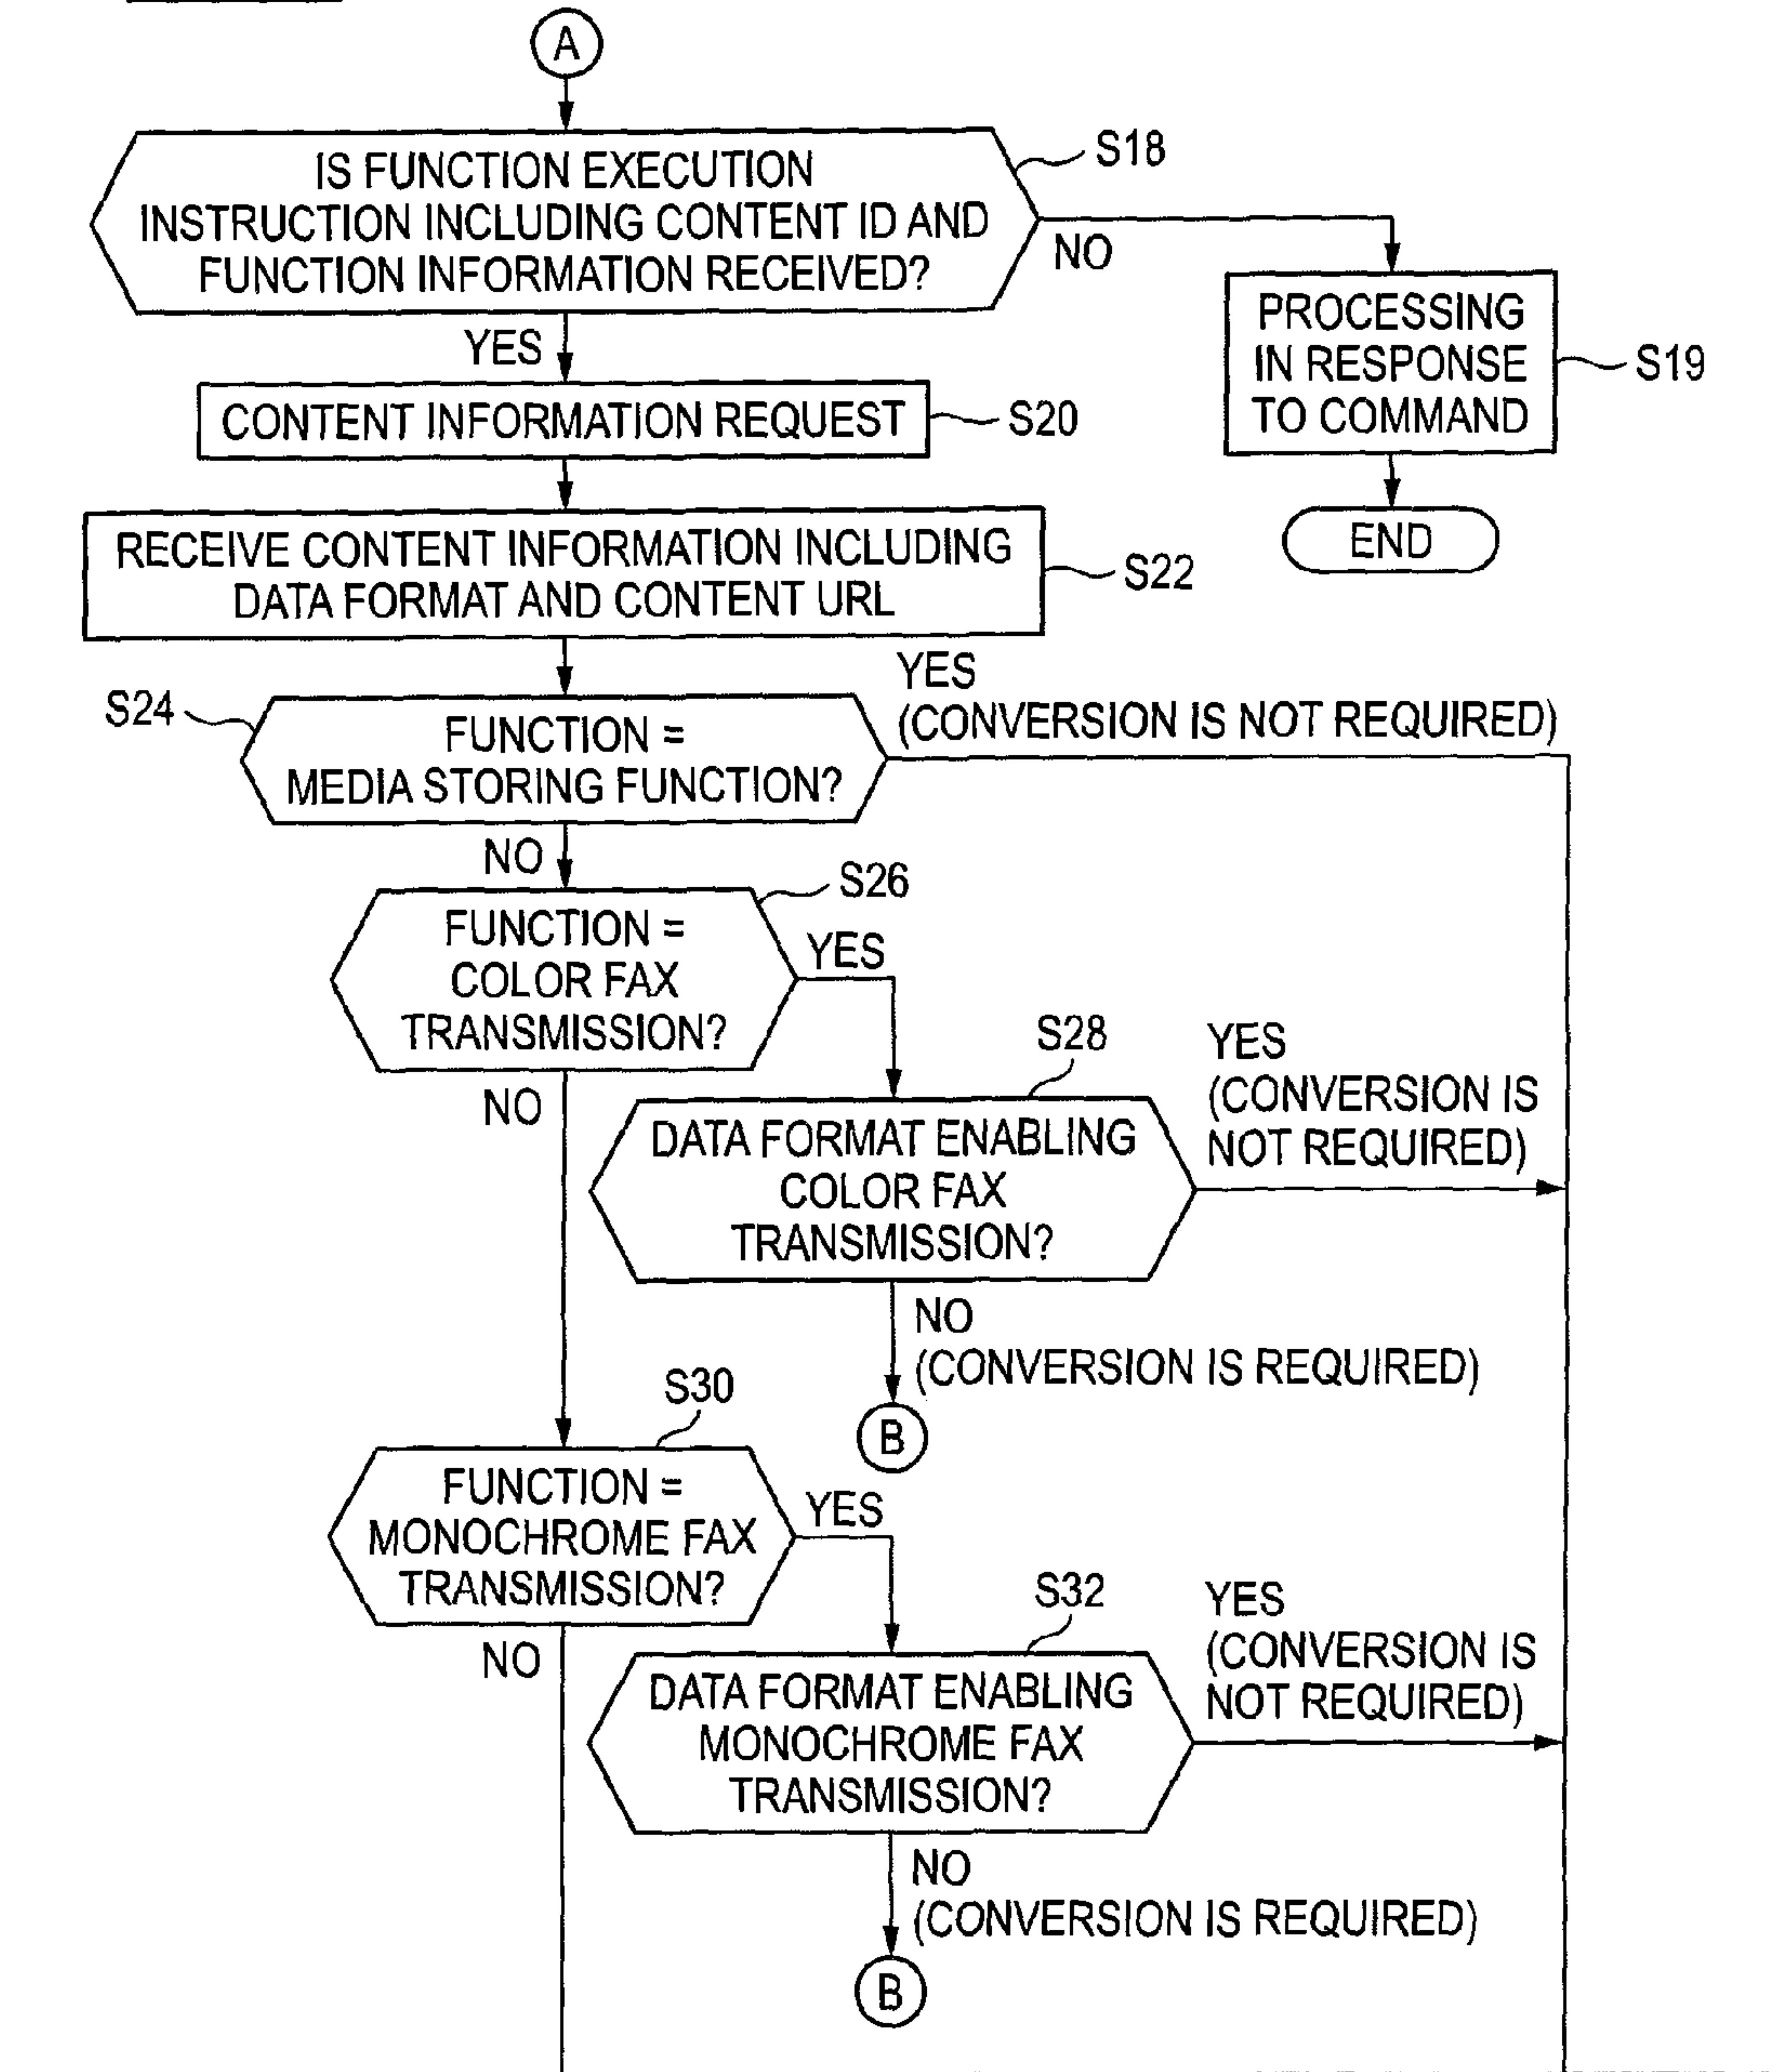 A
IS FUNCTION EXECUTION
INSTRUCTION INCLUDING CONTENT ID AND
FUNCTION INFORMATION RECEIVED?
S18
NO
YES
PROCESSING
IN RESPONSE
TO COMMAND
S19
CONTENT INFORMATION REQUEST
S20
END
RECEIVE CONTENT INFORMATION INCLUDING
DATA FORMAT AND CONTENT URL
S22
S24
FUNCTION =
MEDIA STORING FUNCTION?
YES
(CONVERSION IS NOT REQUIRED)
NO
S26
FUNCTION =
COLOR FAX
TRANSMISSION?
YES
NO
S28
DATA FORMAT ENABLING
COLOR FAX
TRANSMISSION?
YES
(CONVERSION IS
NOT REQUIRED)
NO
(CONVERSION IS REQUIRED)
B
S30
FUNCTION =
MONOCHROME FAX
TRANSMISSION?
YES
NO
S32
DATA FORMAT ENABLING
MONOCHROME FAX
TRANSMISSION?
YES
(CONVERSION IS
NOT REQUIRED)
NO
(CONVERSION IS REQUIRED)
B